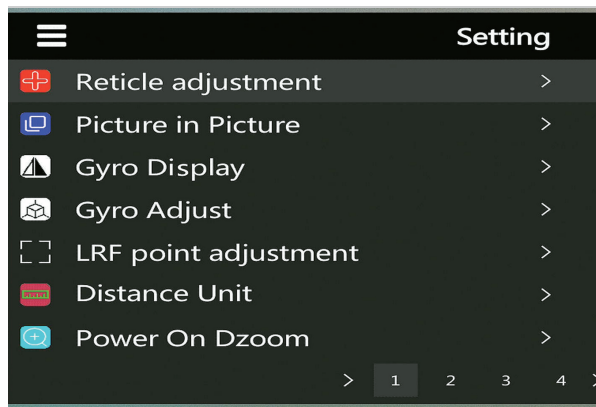 Setting
Reticle adjustment >
Picture in Picture >
Gyro Display >
Gyro Adjust >
LRF point adjustment >
Distance Unit >
Power On Dzoom >
> 1 2 3 4 >